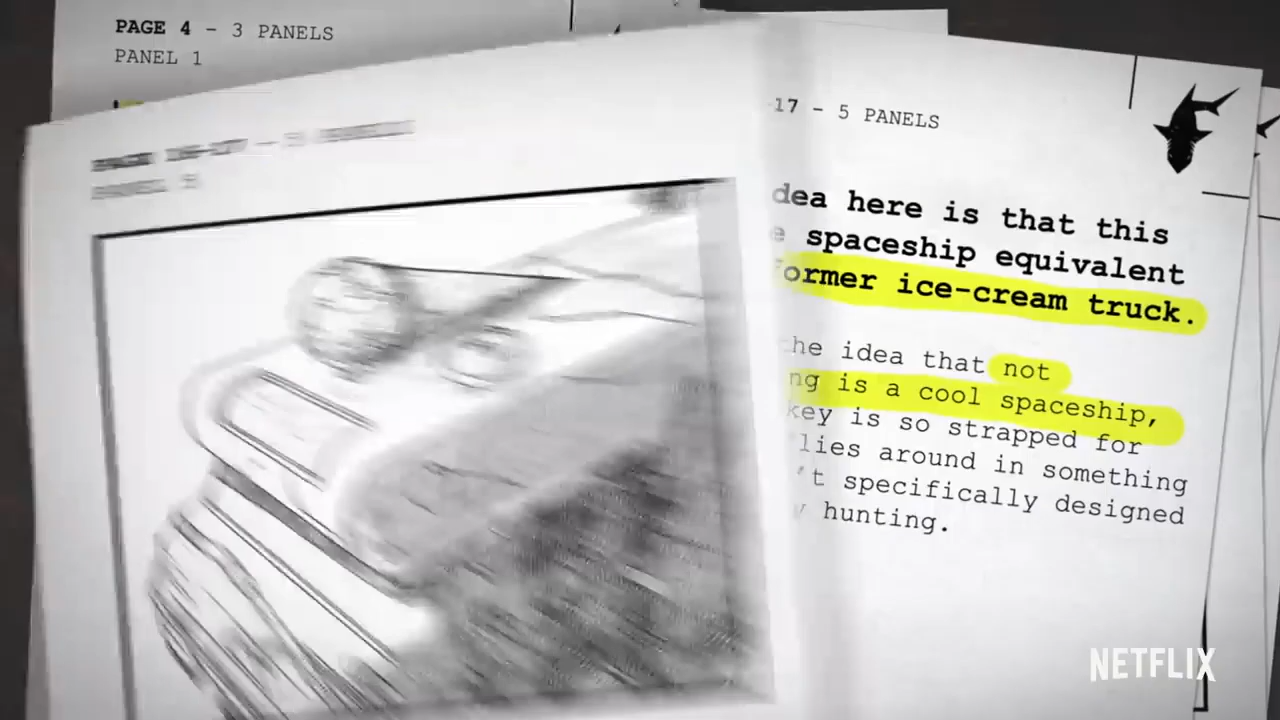 PAGE 4 – 3 PANELS
PANEL 1
17 – 5 PANELS
dea here is that this
e spaceship equivalent
ormer ice-cream truck.
he idea that not
ng is a cool spaceship,
key is so strapped for
lies around in something
't specifically designed
hunting.
NETFLIX